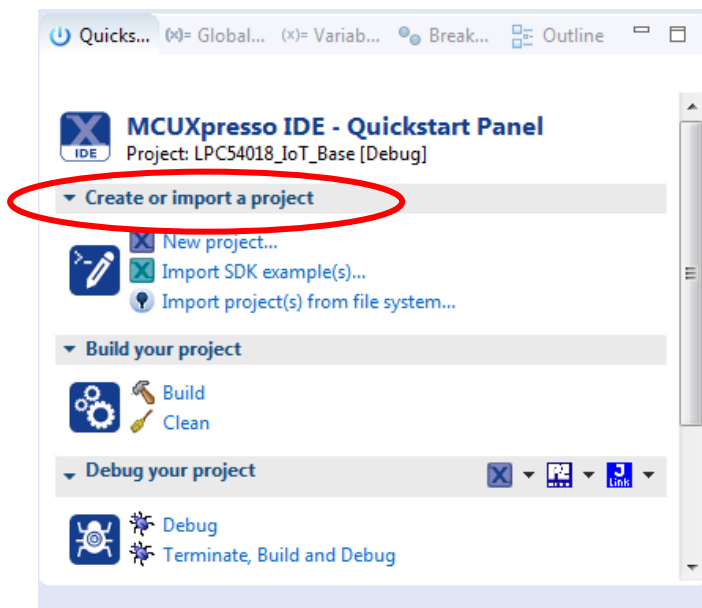 Quicks... (x)= Global... (x)= Variab... Break... Outline
MCUXpresso IDE - Quickstart Panel
IDE
Project: LPC54018_IoT_Base [Debug]
Create or import a project
New project...
Import SDK example(s)...
Import project(s) from file system...
Build your project
Build
Clean
Debug your project
Link
Debug
Terminate, Build and Debug